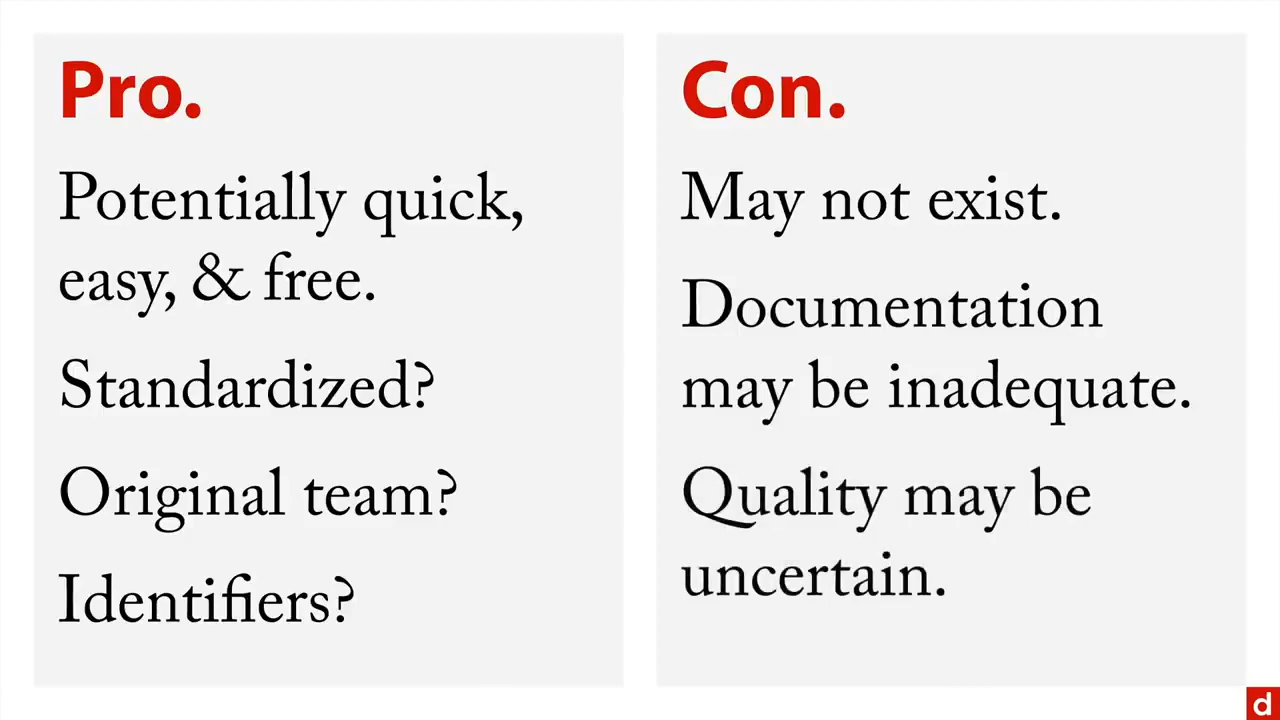 Pro.
Potentially quick,
easy, & free.
Standardized?
Original team?
Identifiers?
Con.
May not exist.
Documentation
may be inadequate.
Quality may be
uncertain.
d